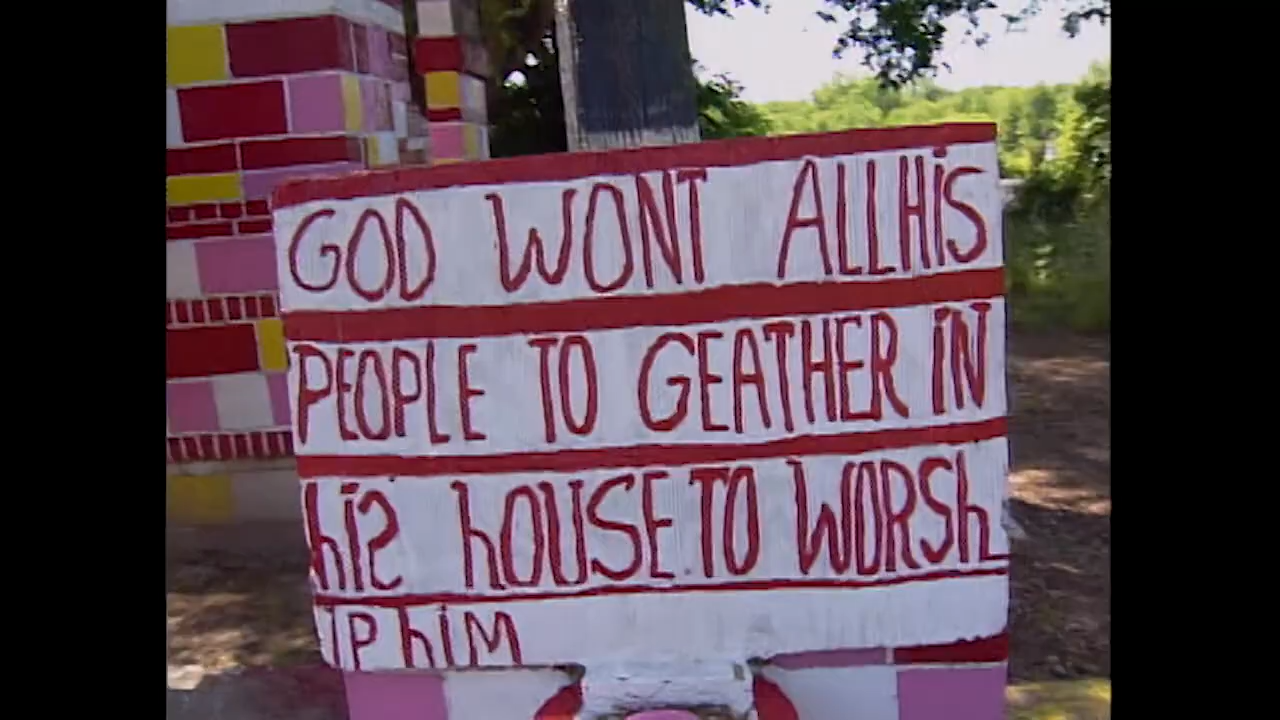 GOD WONT ALLHiS
PEOPLE TO GEATHER iN
hiS hOUSE TO WORSh
iP hiM